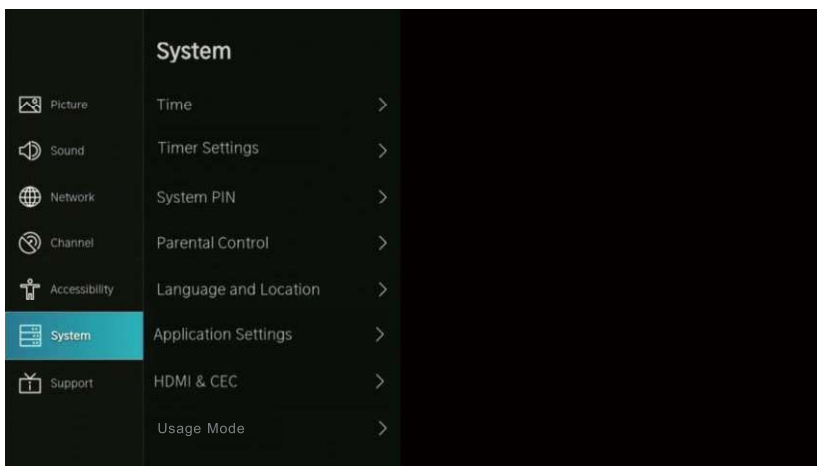 System
Picture
Sound
Network
Channel
Accessibility
System
Support
Time
Timer Settings
System PIN
Parental Control
Language and Location
Application Settings
HDMI & CEC
Usage Mode